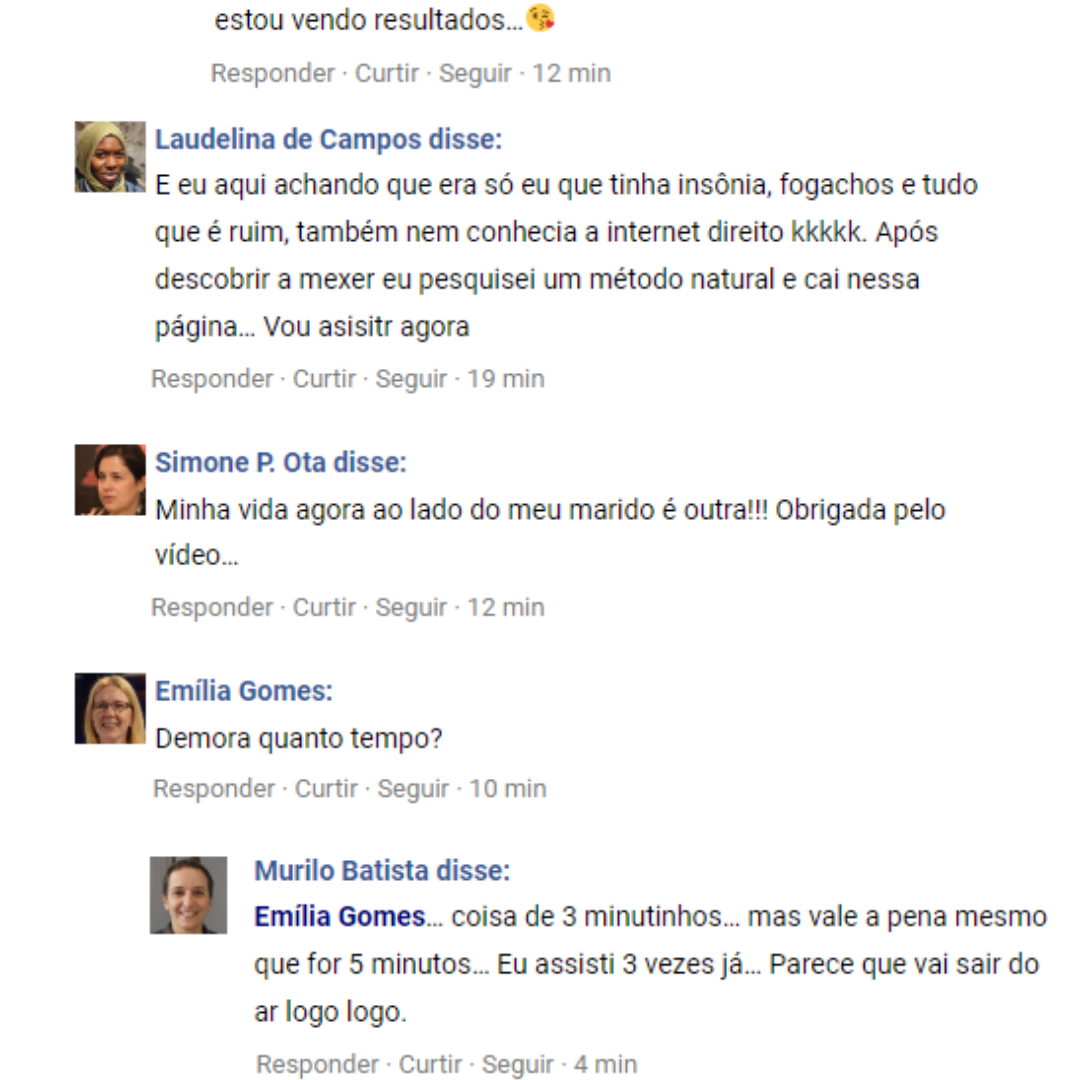 estou vendo resultados...😘
Responder · Curtir · Seguir · 12 min
Laudelina de Campos disse:
E eu aqui achando que era só eu que tinha insônia, fogachos e tudo
que é ruim, também nem conhecia a internet direito kkkkk. Após
descobrir a mexer eu pesquisei um método natural e cai nessa
página... Vou asisitr agora
Responder · Curtir · Seguir · 19 min
Simone P. Ota disse:
Minha vida agora ao lado do meu marido é outra!!! Obrigada pelo
vídeo...
Responder · Curtir · Seguir · 12 min
Emília Gomes:
Demora quanto tempo?
Responder · Curtir · Seguir · 10 min
Murilo Batista disse:
Emília Gomes... coisa de 3 minutinhos... mas vale a pena mesmo
que for 5 minutos... Eu assisti 3 vezes já... Parece que vai sair do
ar logo logo.
Responder · Curtir · Seguir · 4 min